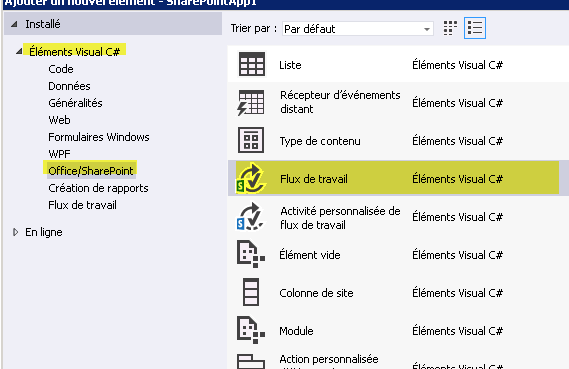 Ajouter un nouvel élément - SharePointApp1
Installé
Trier par : Par défaut
Éléments Visual C#
Code
Données
Généralités
Web
Formulaires Windows
WPF
Office/SharePoint
Création de rapports
Flux de travail
En ligne
Liste Éléments Visual C#
Récepteur d'événements
distant Éléments Visual C#
Type de contenu Éléments Visual C#
Flux de travail Éléments Visual C#
Activité personnalisée de
flux de travail Éléments Visual C#
Élément vide Éléments Visual C#
Colonne de site Éléments Visual C#
Module Éléments Visual C#
Action personnalisée
Éléments Visual C#